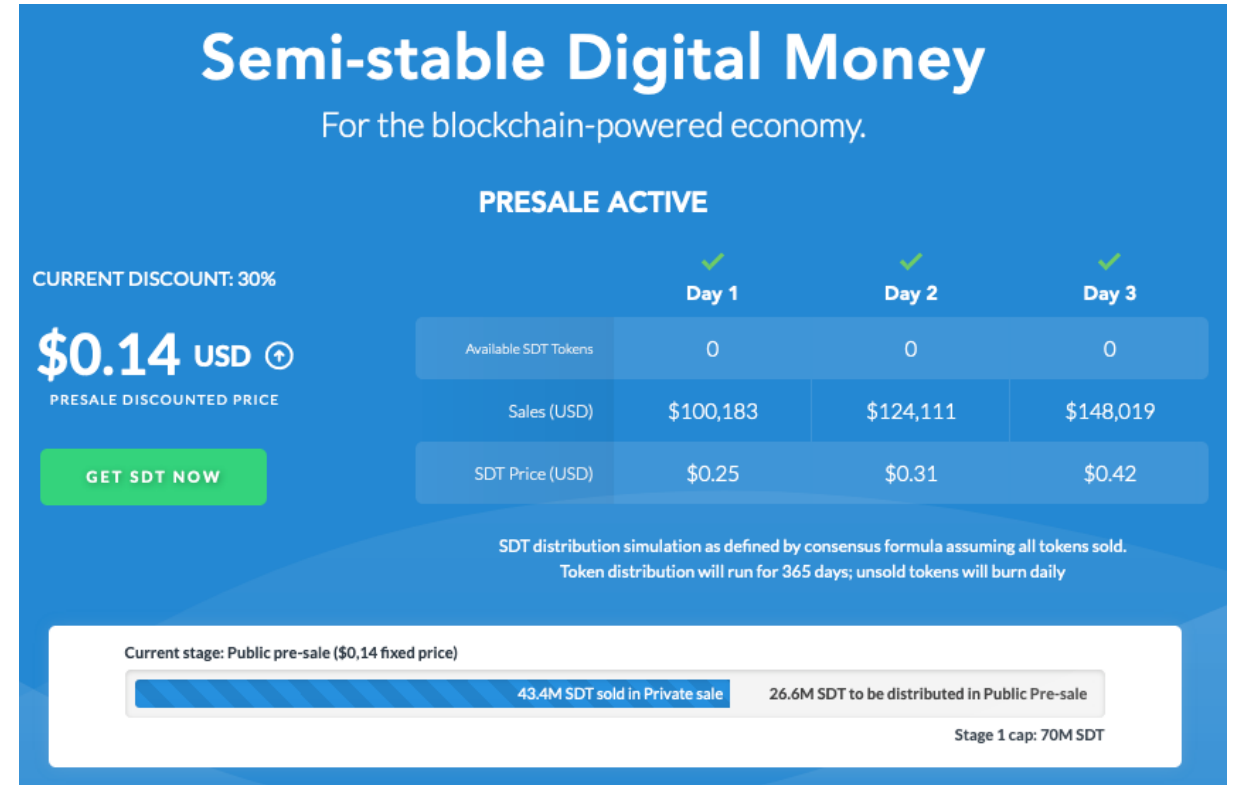 Semi-stable Digital Money
For the blockchain-powered economy.
PRESALE ACTIVE
CURRENT DISCOUNT: 30%
$0.14 USD
PRESALE DISCOUNTED PRICE
GET SDT NOW
Day 1 Day 2 Day 3
Available SDT Tokens 0 0 0
Sales (USD) $100,183 $124,111 $148,019
SDT Price (USD) $0.25 $0.31 $0.42
SDT distribution simulation as defined by consensus formula assuming all tokens sold.
Token distribution will run for 365 days; unsold tokens will burn daily
Current stage: Public pre-sale ($0,14 fixed price)
43.4M SDT sold in Private sale 26.6M SDT to be distributed in Public Pre-sale
Stage 1 cap: 70M SDT